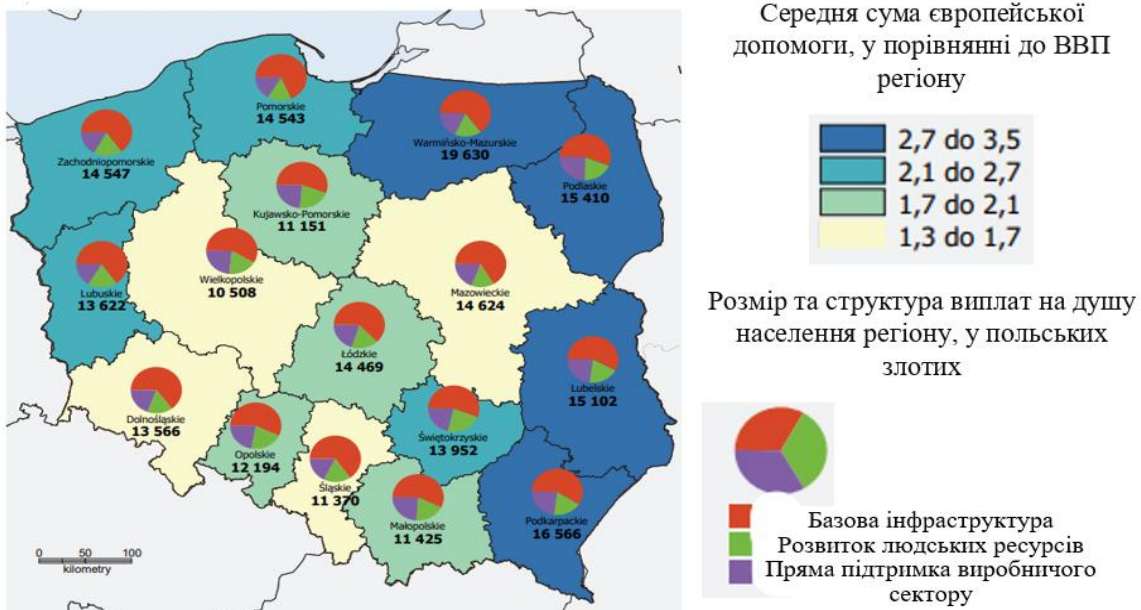 Pomorskie
14 543
Zachodniopomorskie
14 547
Warmińsko-Mazurskie
19 630
Podlaskie
15 410
Kujawsko-Pomorskie
11 151
Lubuskie
13 622
Wielkopolskie
10 508
Mazowieckie
14 624
Łódzkie
14 469
Lubelskie
15 102
Dolnośląskie
13 566
Opolskie
12 194
Śląskie
11 370
Świętokrzyskie
13 952
Małopolskie
11 425
Podkarpackie
16 566
0 50 100
kilometry
Середня сума європейської
допомоги, у порівнянні до ВВП
регіону
2,7 do 3,5
2,1 do 2,7
1,7 do 2,1
1,3 do 1,7
Розмір та структура виплат на душу
населення регіону, у польських
злотих
Базова інфраструктура
Розвиток людських ресурсів
Пряма підтримка виробничого
сектору